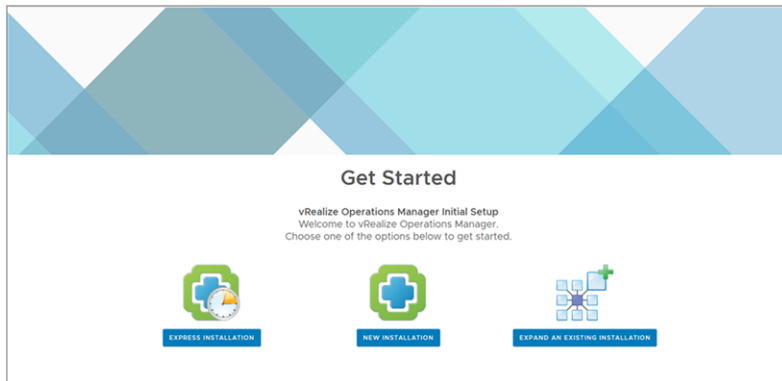 Get Started
vRealize Operations Manager Initial Setup
Welcome to vRealize Operations Manager.
Choose one of the options below to get started.
EXPRESS INSTALLATION
NEW INSTALLATION
EXPAND AN EXISTING INSTALLATION